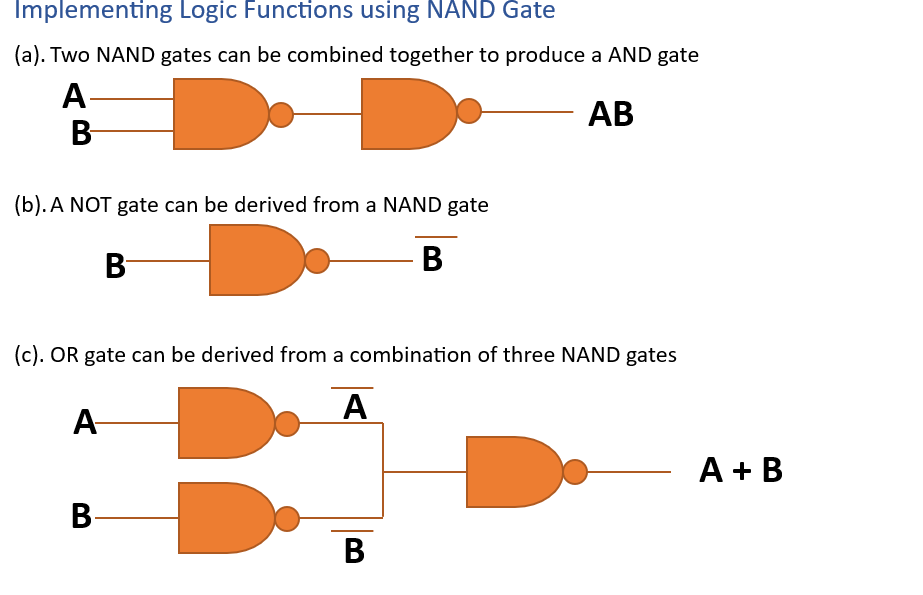 Implementing Logic Functions using NAND Gate
(a). Two NAND gates can be combined together to produce a AND gate
A
B
AB
(b). A NOT gate can be derived from a NAND gate
B
B̅
(c). OR gate can be derived from a combination of three NAND gates
A
A̅
B
B̅
A + B